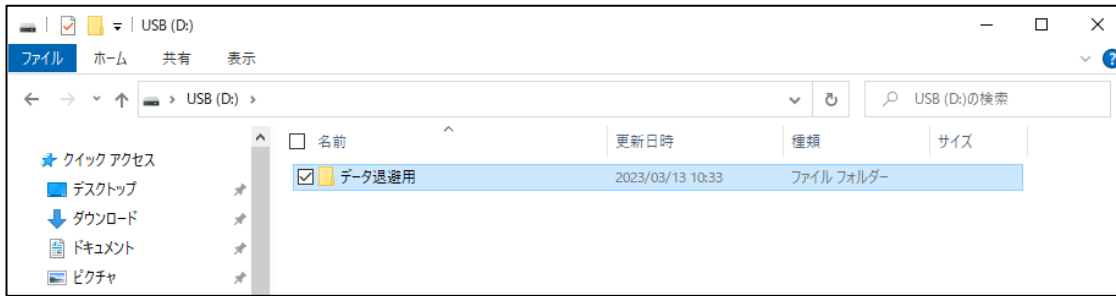 USB (D:)
ファイル ホーム 共有 表示
USB (D:) USB (D:)の検索
名前 更新日時 種類 サイズ
クイック アクセス
データ退避用 2023/03/13 10:33 ファイル フォルダー
デスクトップ
ダウンロード
ドキュメント
ピクチャ